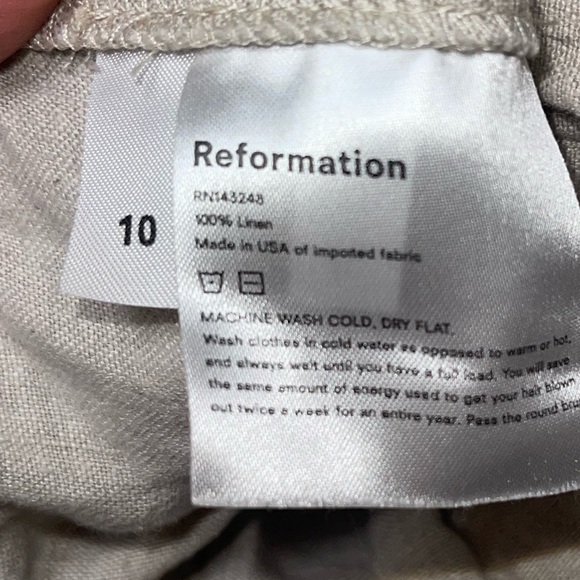 Reformation
RN143248
100% Linen
Made in USA of imported fabric
10
MACHINE WASH COLD, DRY FLAT.
Wash clothes in cold water as opposed to warm or hot,
and always wait until you have a full load. You will save
the same amount of energy used to get your hair blown
out twice a week for an entire year. Pass the round